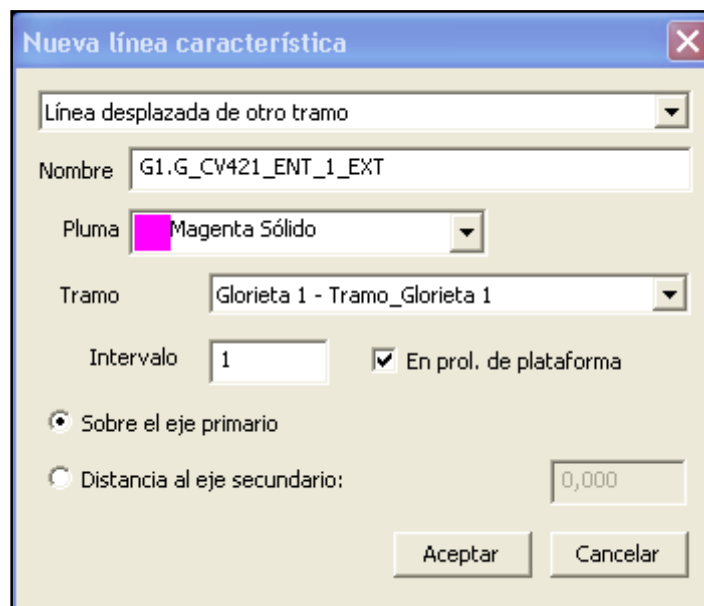 Nueva línea característica
Línea desplazada de otro tramo
Nombre G1.G_CV421_ENT_1_EXT
Pluma Magenta Sólido
Tramo Glorieta 1 - Tramo_Glorieta 1
Intervalo 1 En prol. de plataforma
Sobre el eje primario
Distancia al eje secundario: 0,000
Aceptar Cancelar